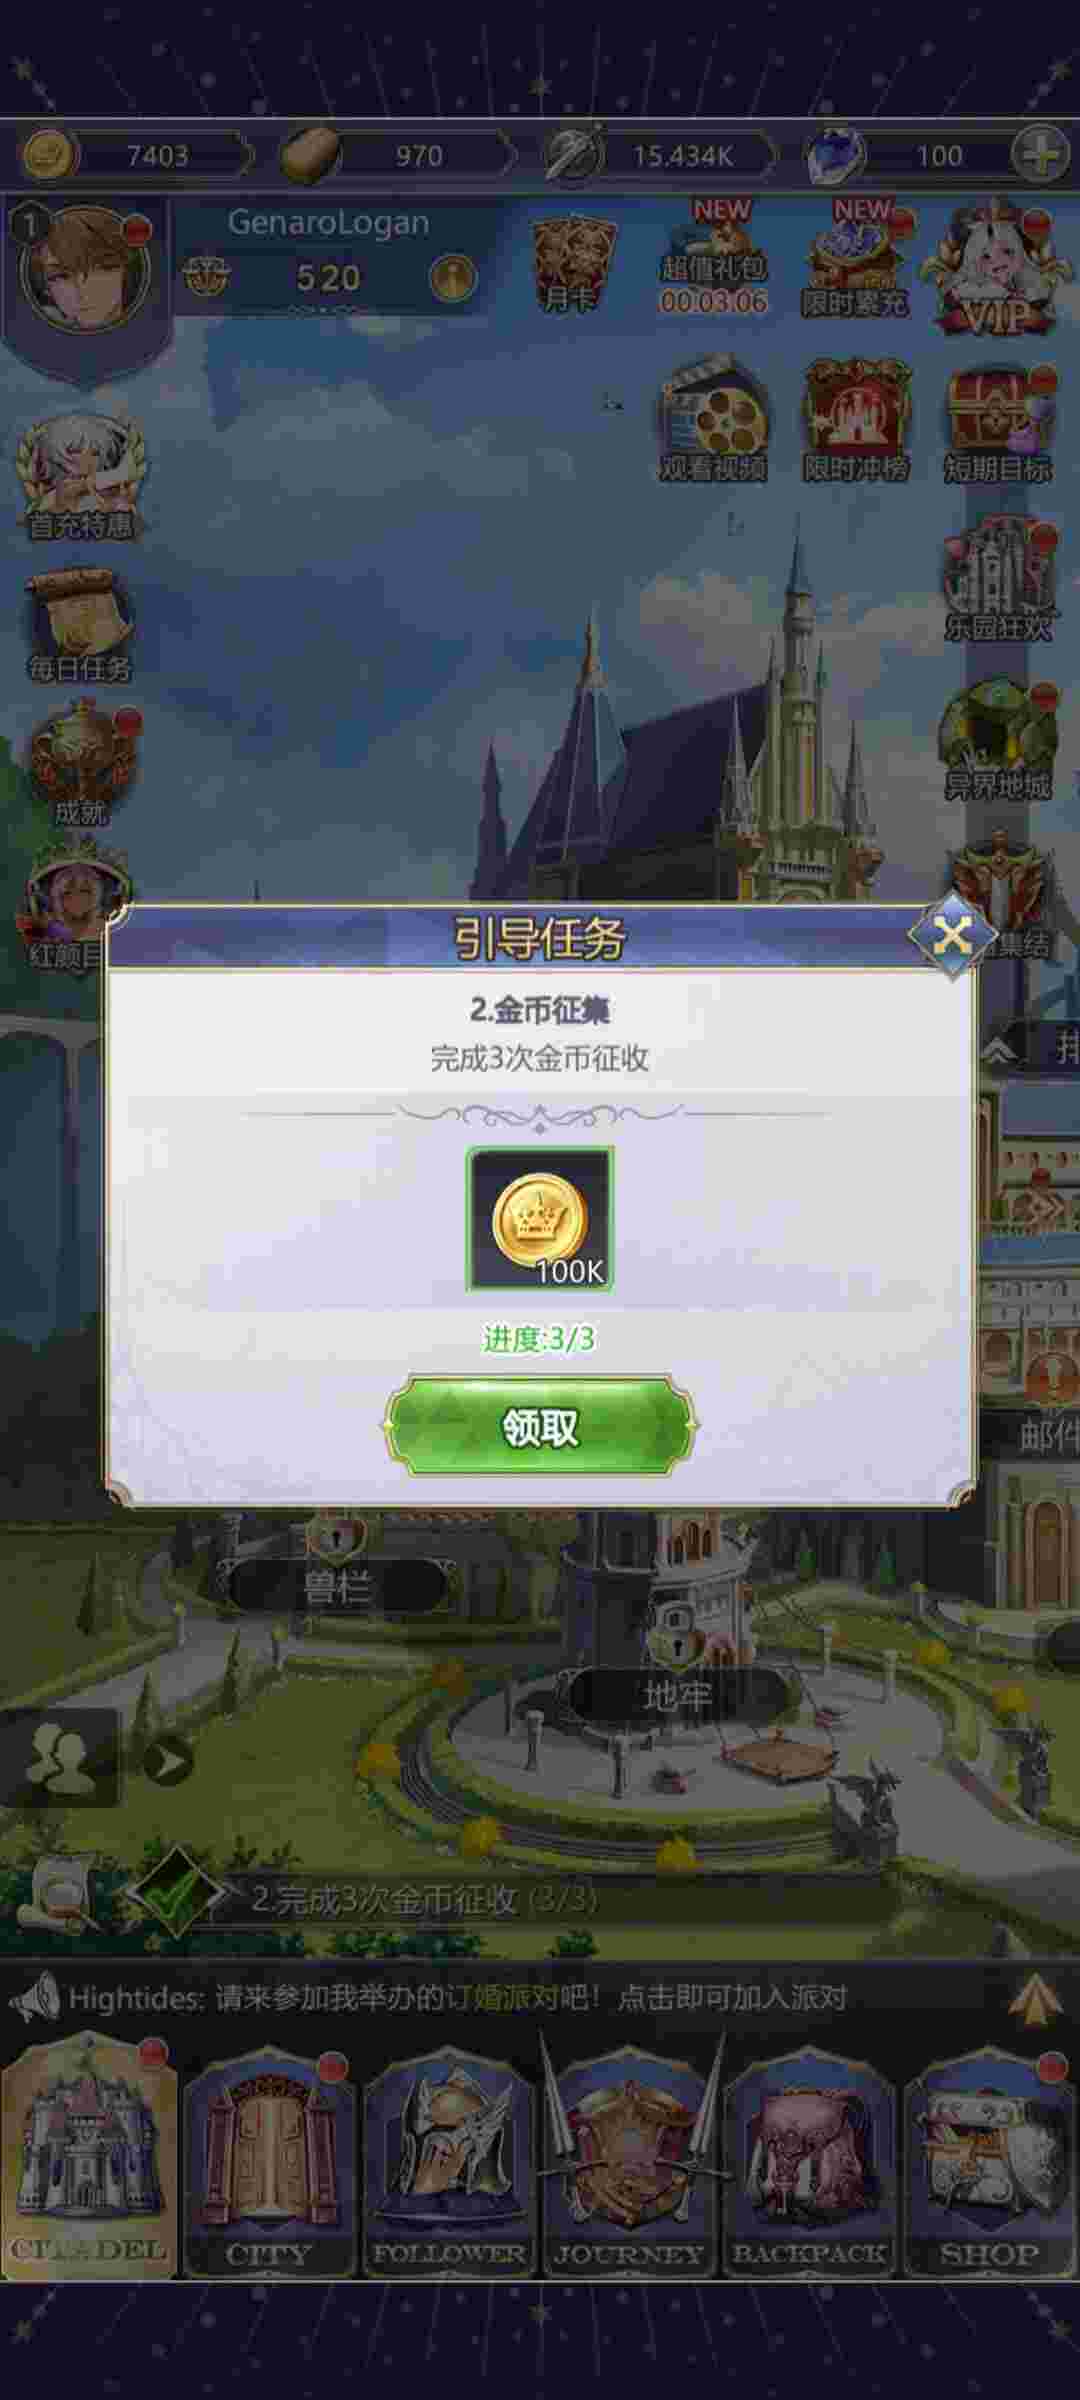 7403
970
15.434K
100
1
GenaroLogan
520
月卡
NEW
超值礼包
00:03:06
NEW
限时累充
VIP
观看视频
限时冲榜
短期目标
首充特惠
乐园狂欢
每日任务
异界地城
成就
集结
红颜
引导任务
2.金币征集
完成3次金币征收
100K
进度:3/3
领取
邮件
兽栏
地牢
2.完成3次金币征收 (3/3)
Hightides: 请来参加我举办的订婚派对吧! 点击即可加入派对
CITADEL
CITY
FOLLOWER
JOURNEY
BACKPACK
SHOP